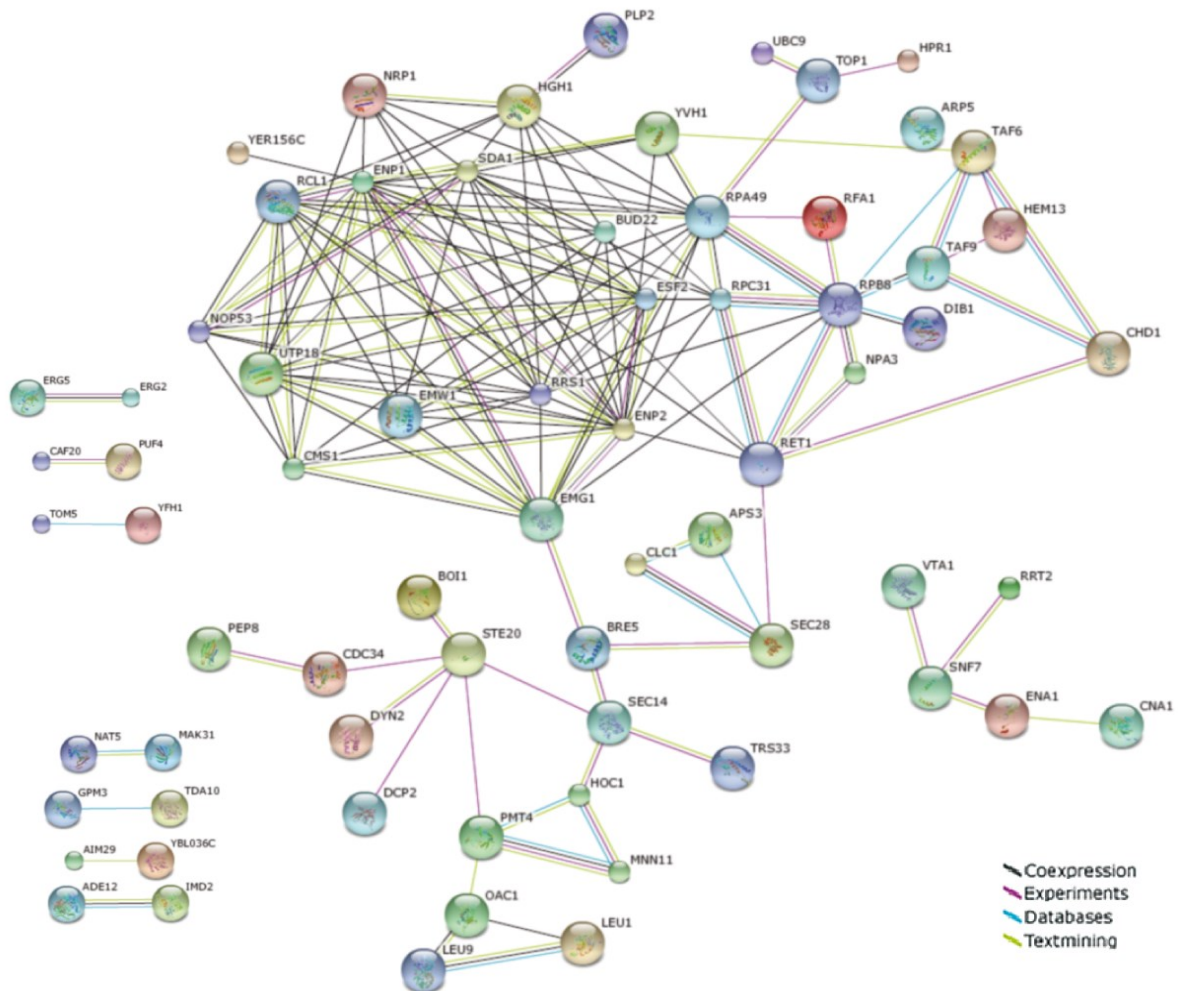 PLP2
UBC9
TOP1
HPR1
NRP1
HGH1
YVH1
ARP5
TAF6
YER156C
SDA1
ENP1
RCL1
RPA49
RFA1
HEM13
BUD22
TAF9
ESF2
RPC31
RPB8
DIB1
NOP53
UTP18
NPA3
CHD1
ERG5
ERG2
EMW1
RRS1
ENP2
CAF20
PUF4
CMS1
RET1
TOM5
YFH1
EMG1
APS3
CLC1
VTA1
RRT2
BOI1
PEP8
STE20
BRE5
SEC28
CDC34
SNF7
SEC14
ENA1
CNA1
DYN2
NAT5
MAK31
TRS33
HOC1
GPM3
TDA10
DCP2
PMT4
AIM29
YBL036C
MNN11
Coexpression
ADE12
IMD2
OAC1
Experiments
LEU1
Databases
LEU9
Textmining